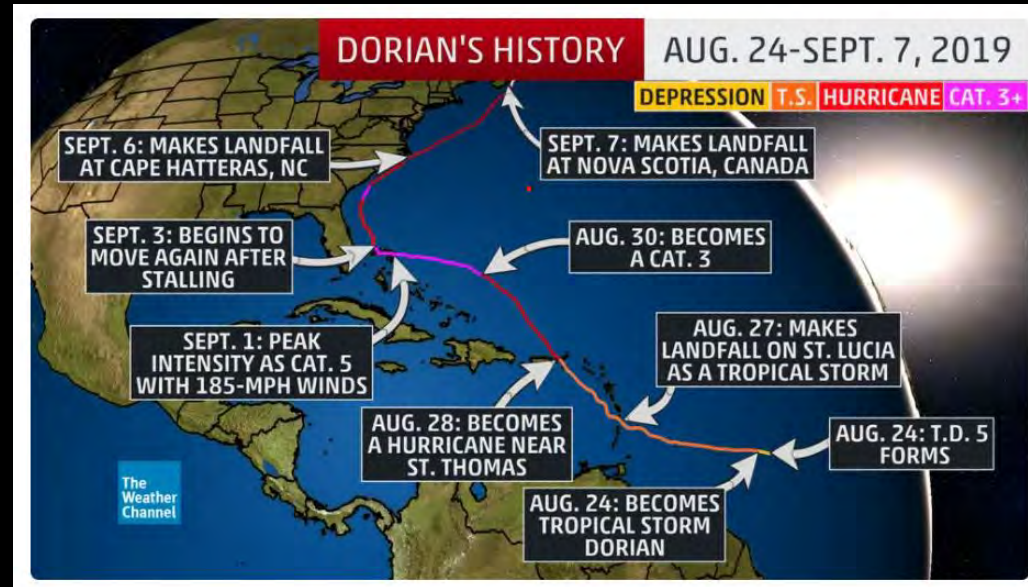 DORIAN'S HISTORY
AUG. 24-SEPT. 7, 2019
DEPRESSION T.S. HURRICANE CAT. 3+
SEPT. 6: MAKES LANDFALL
AT CAPE HATTERAS, NC
SEPT. 7: MAKES LANDFALL
AT NOVA SCOTIA, CANADA
SEPT. 3: BEGINS TO
MOVE AGAIN AFTER
STALLING
AUG. 30: BECOMES
A CAT. 3
SEPT. 1: PEAK
INTENSITY AS CAT. 5
WITH 185-MPH WINDS
AUG. 27: MAKES
LANDFALL ON ST. LUCIA
AS A TROPICAL STORM
AUG. 28: BECOMES
A HURRICANE NEAR
ST. THOMAS
AUG. 24: T.D. 5
FORMS
AUG. 24: BECOMES
TROPICAL STORM
DORIAN
The
Weather
Channel